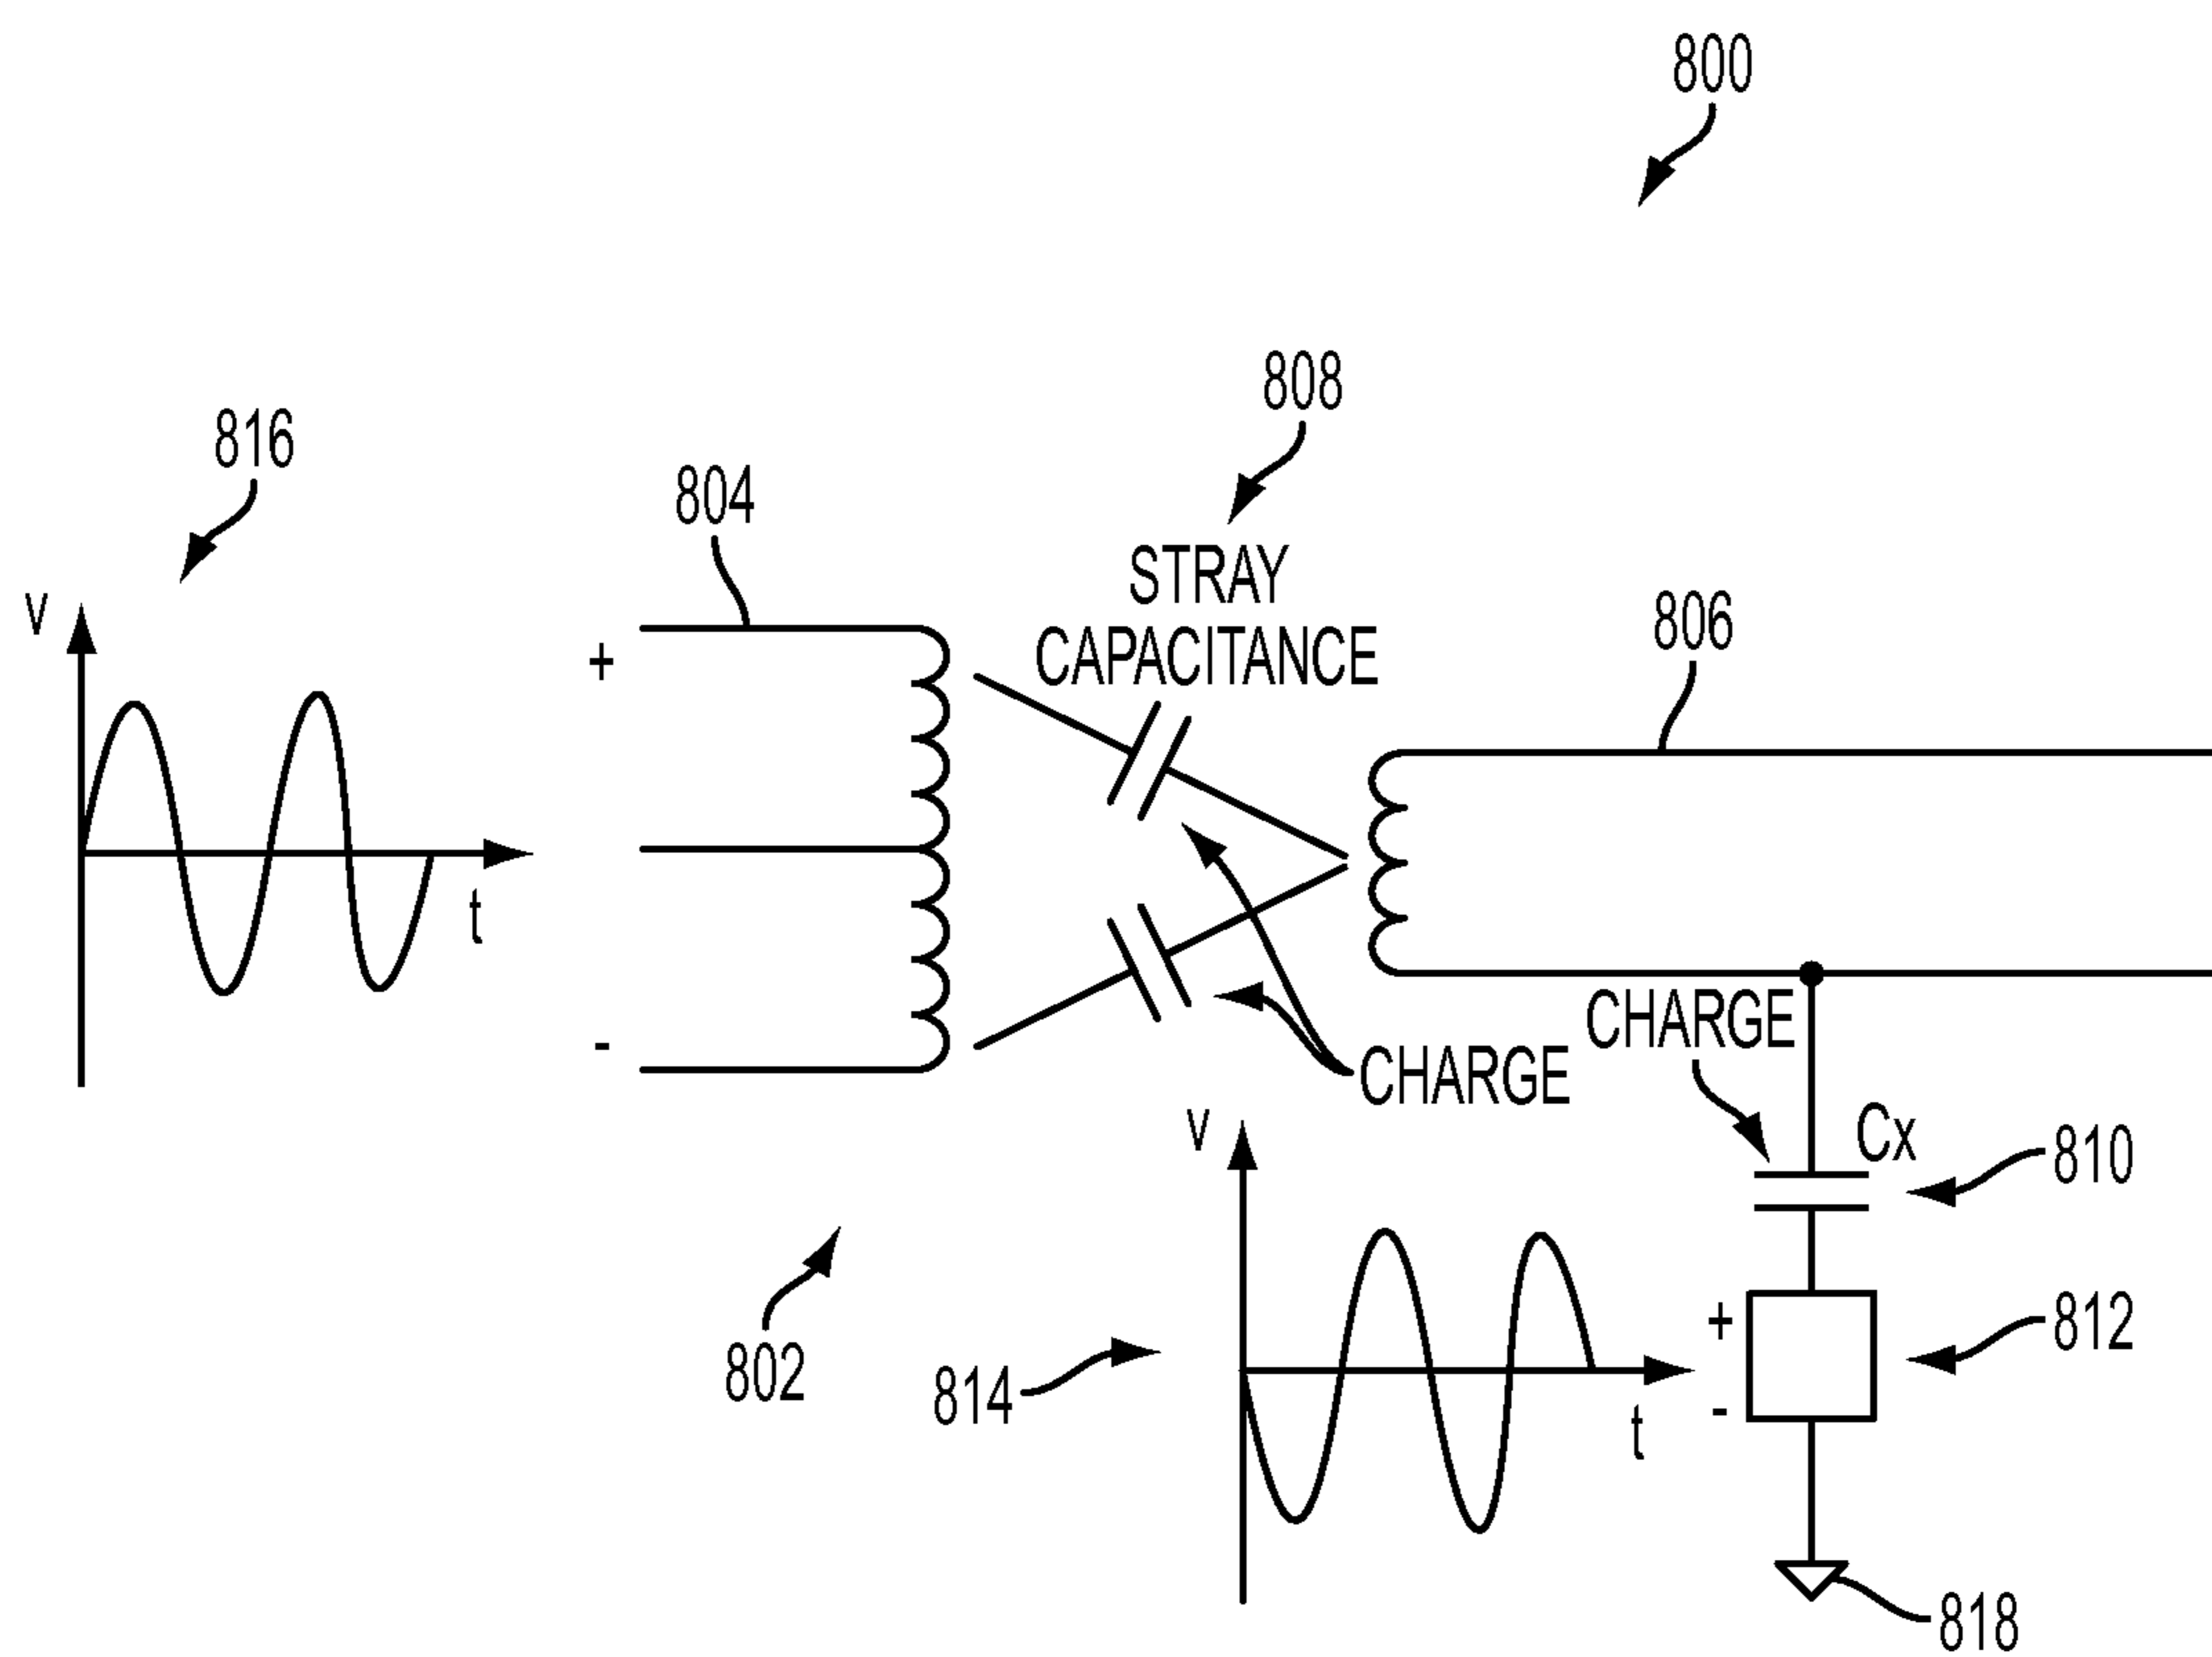 800
808
816
804
STRAY
CAPACITANCE
806
V
+
t
-
CHARGE
CHARGE
V
Cx
810
+
812
802
814
-
t
818